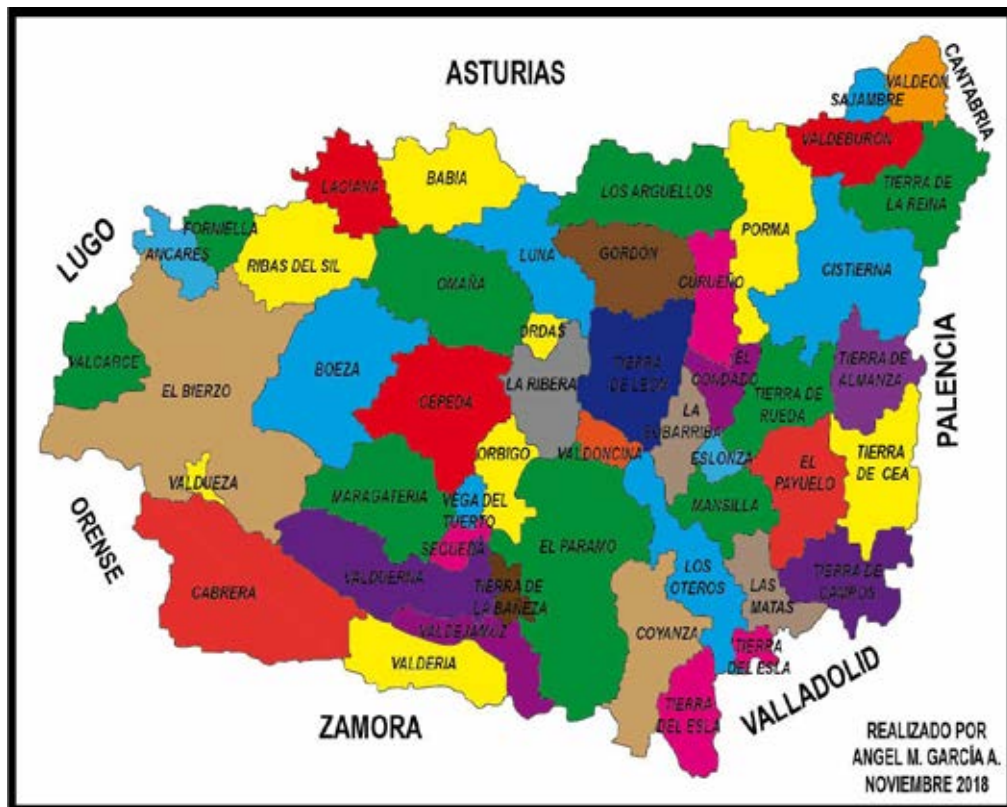 ASTURIAS
CANTABRIA
VALDEON
SAJAMBRE
VALDEBURON
LACIANA
BABIA
LOS ARGUELLOS
TIERRA DE
LA REINA
LUGO
FORNIELLA
ANCARES
RIBAS DEL SIL
LUNA
GORDON
PORMA
OMAÑA
CURUEÑO
CISTIERNA
VALCARCE
EL BIERZO
BOEZA
ORDAS
LA RIBERA
TIERRA
DE LEON
EL
CONDADO
TIERRA DE
ALMANZA
PALENCIA
CEPEDA
TIERRA DE
RUEDA
LA
SOBARRIBA
ORBIGO
VALDONCINA
ESLONZA
EL
PAYUELO
TIERRA
DE CEA
VALDUEZA
MARAGATERIA
VEGA DEL
TUERTO
MANSILLA
ORENSE
SEQUEDA
EL PARAMO
VALDUERNA
CABRERA
TIERRA DE
LA BAÑEZA
LOS
OTEROS
LAS
MATAS
TIERRA DE
CAMPOS
VALDEJAMUZ
COYANZA
VALDERIA
TIERRA
DEL ESLA
TIERRA
DEL ESLA
VALLADOLID
ZAMORA
REALIZADO POR
ANGEL M. GARCÍA A.
NOVIEMBRE 2018